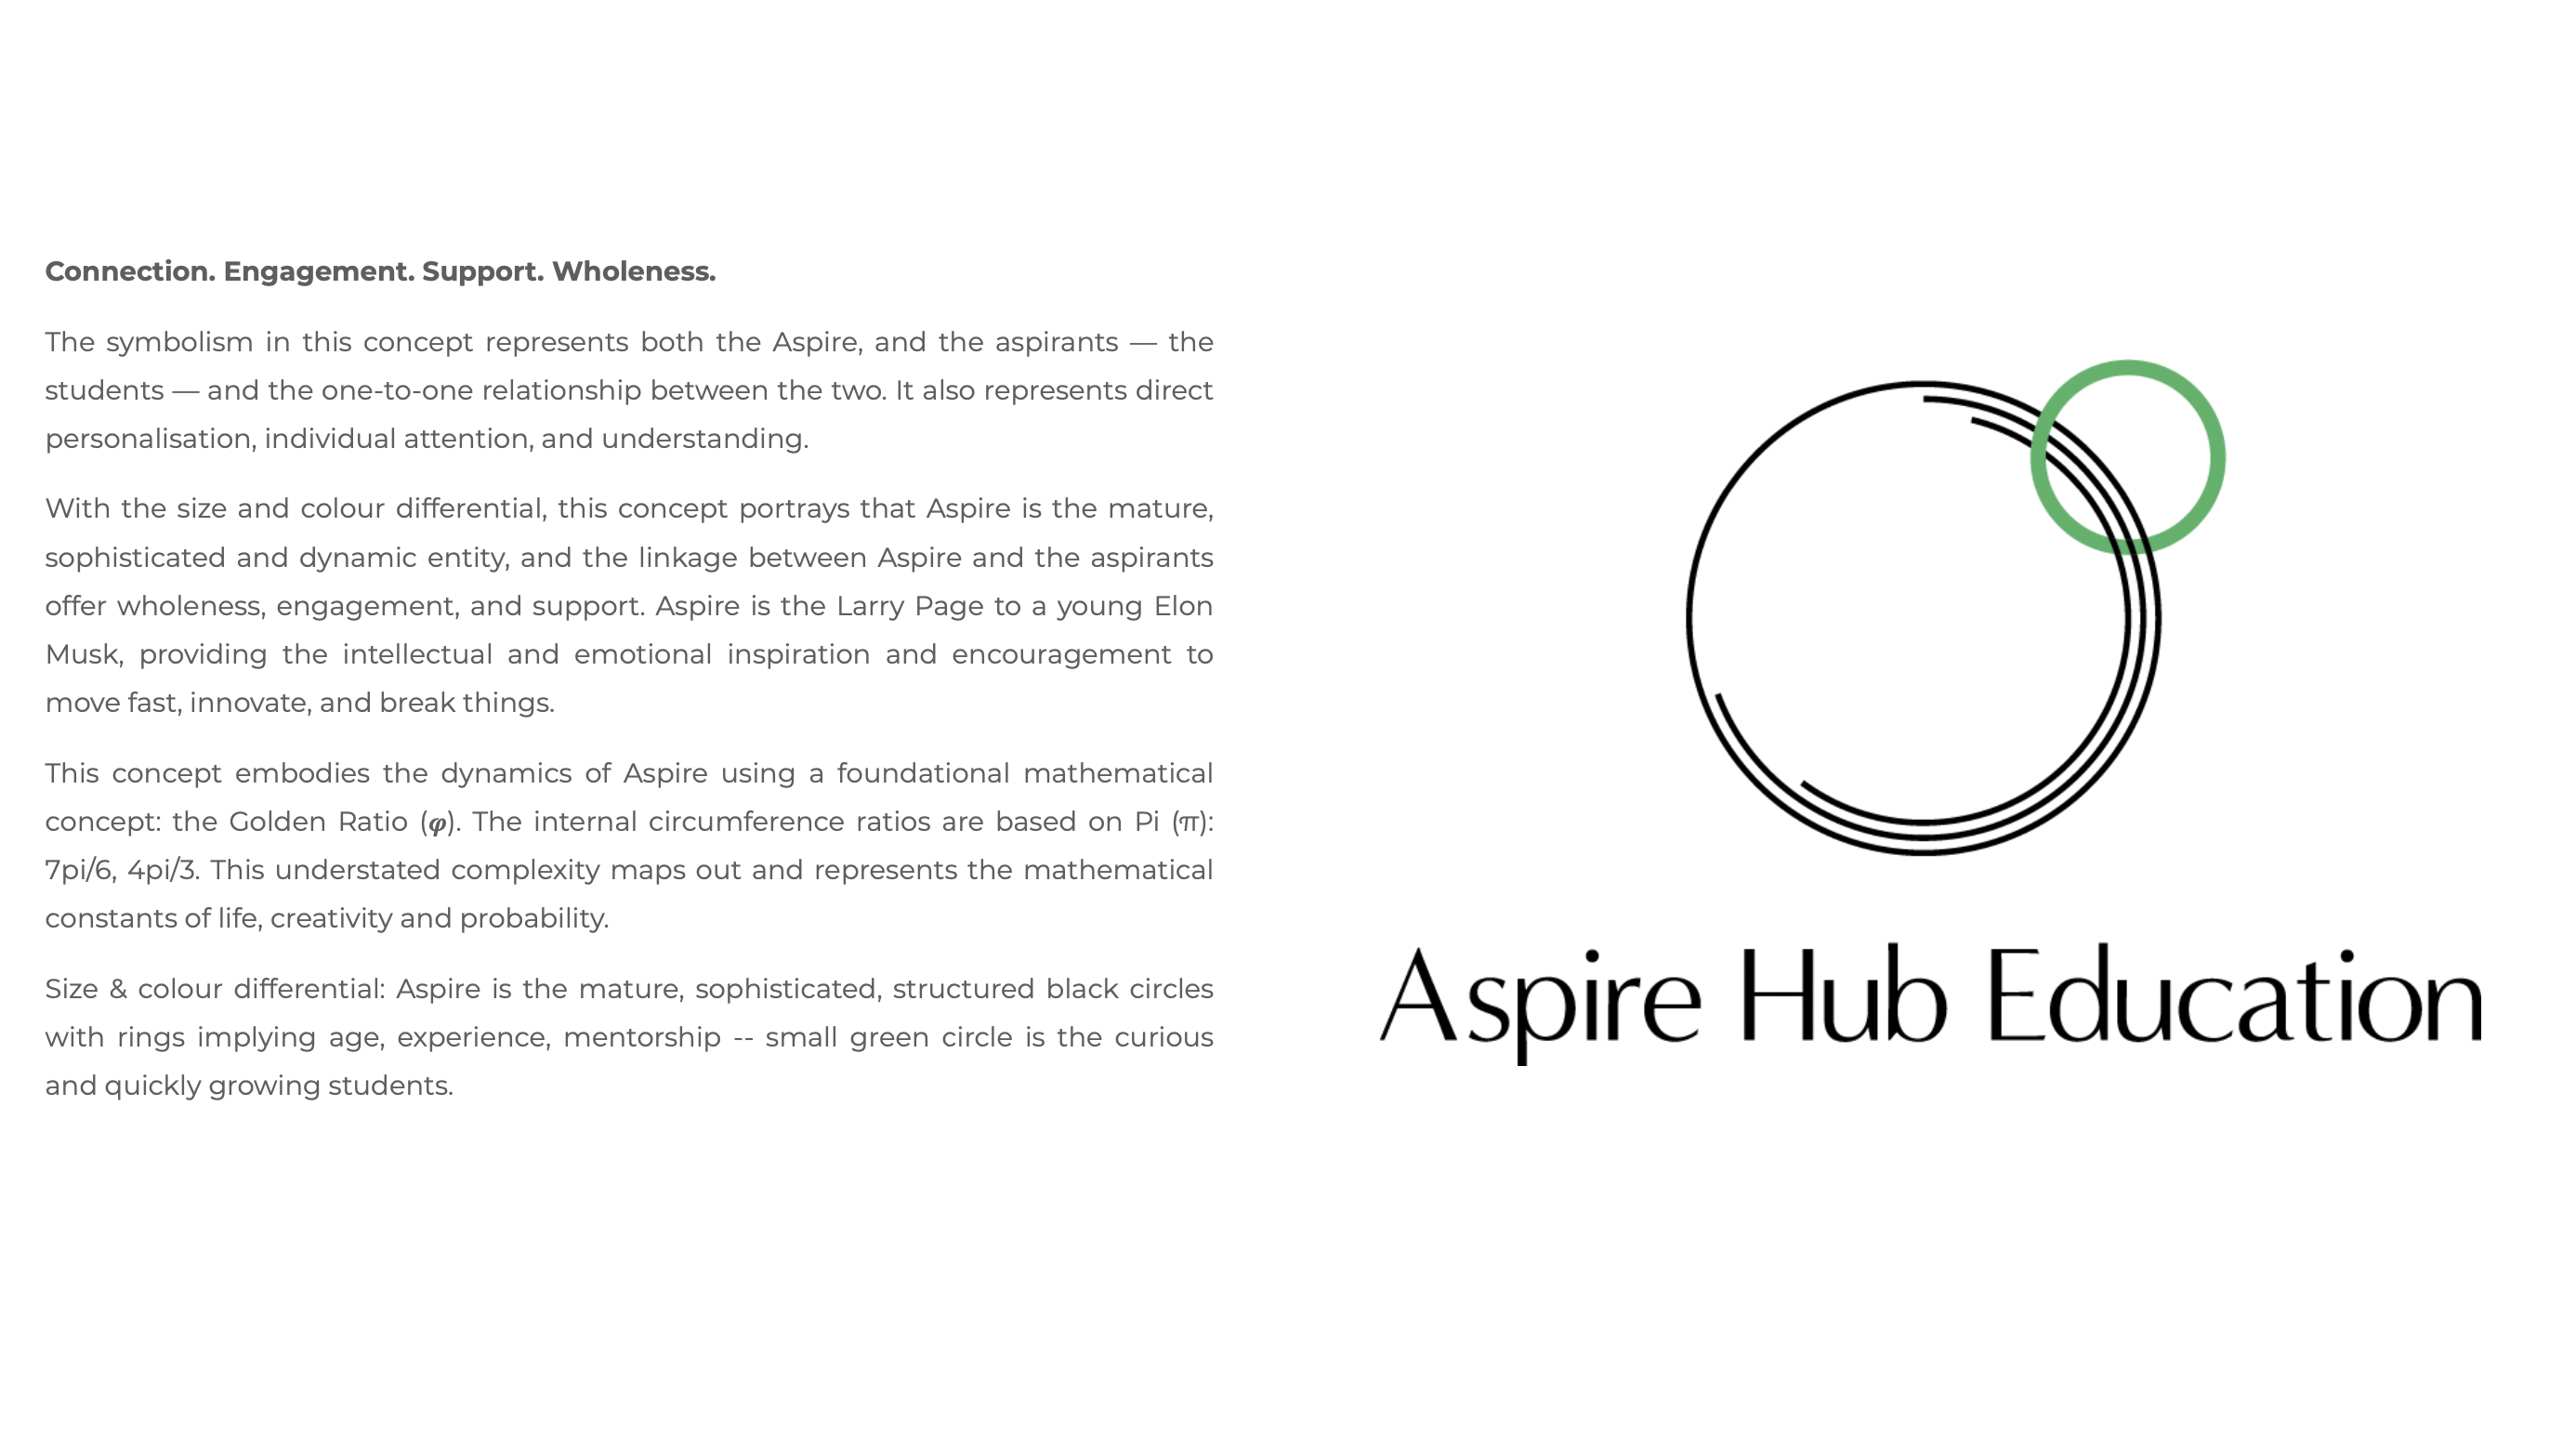 Connection. Engagement. Support. Wholeness.
The symbolism in this concept represents both the Aspire, and the aspirants — the
students — and the one-to-one relationship between the two. It also represents direct
personalisation, individual attention, and understanding.
With the size and colour differential, this concept portrays that Aspire is the mature,
sophisticated and dynamic entity, and the linkage between Aspire and the aspirants
offer wholeness, engagement, and support. Aspire is the Larry Page to a young Elon
Musk, providing the intellectual and emotional inspiration and encouragement to
move fast, innovate, and break things.
This concept embodies the dynamics of Aspire using a foundational mathematical
concept: the Golden Ratio (φ). The internal circumference ratios are based on Pi (π):
7pi/6, 4pi/3. This understated complexity maps out and represents the mathematical
constants of life, creativity and probability.
Size & colour differential: Aspire is the mature, sophisticated, structured black circles
with rings implying age, experience, mentorship -- small green circle is the curious
and quickly growing students.
Aspire Hub Education